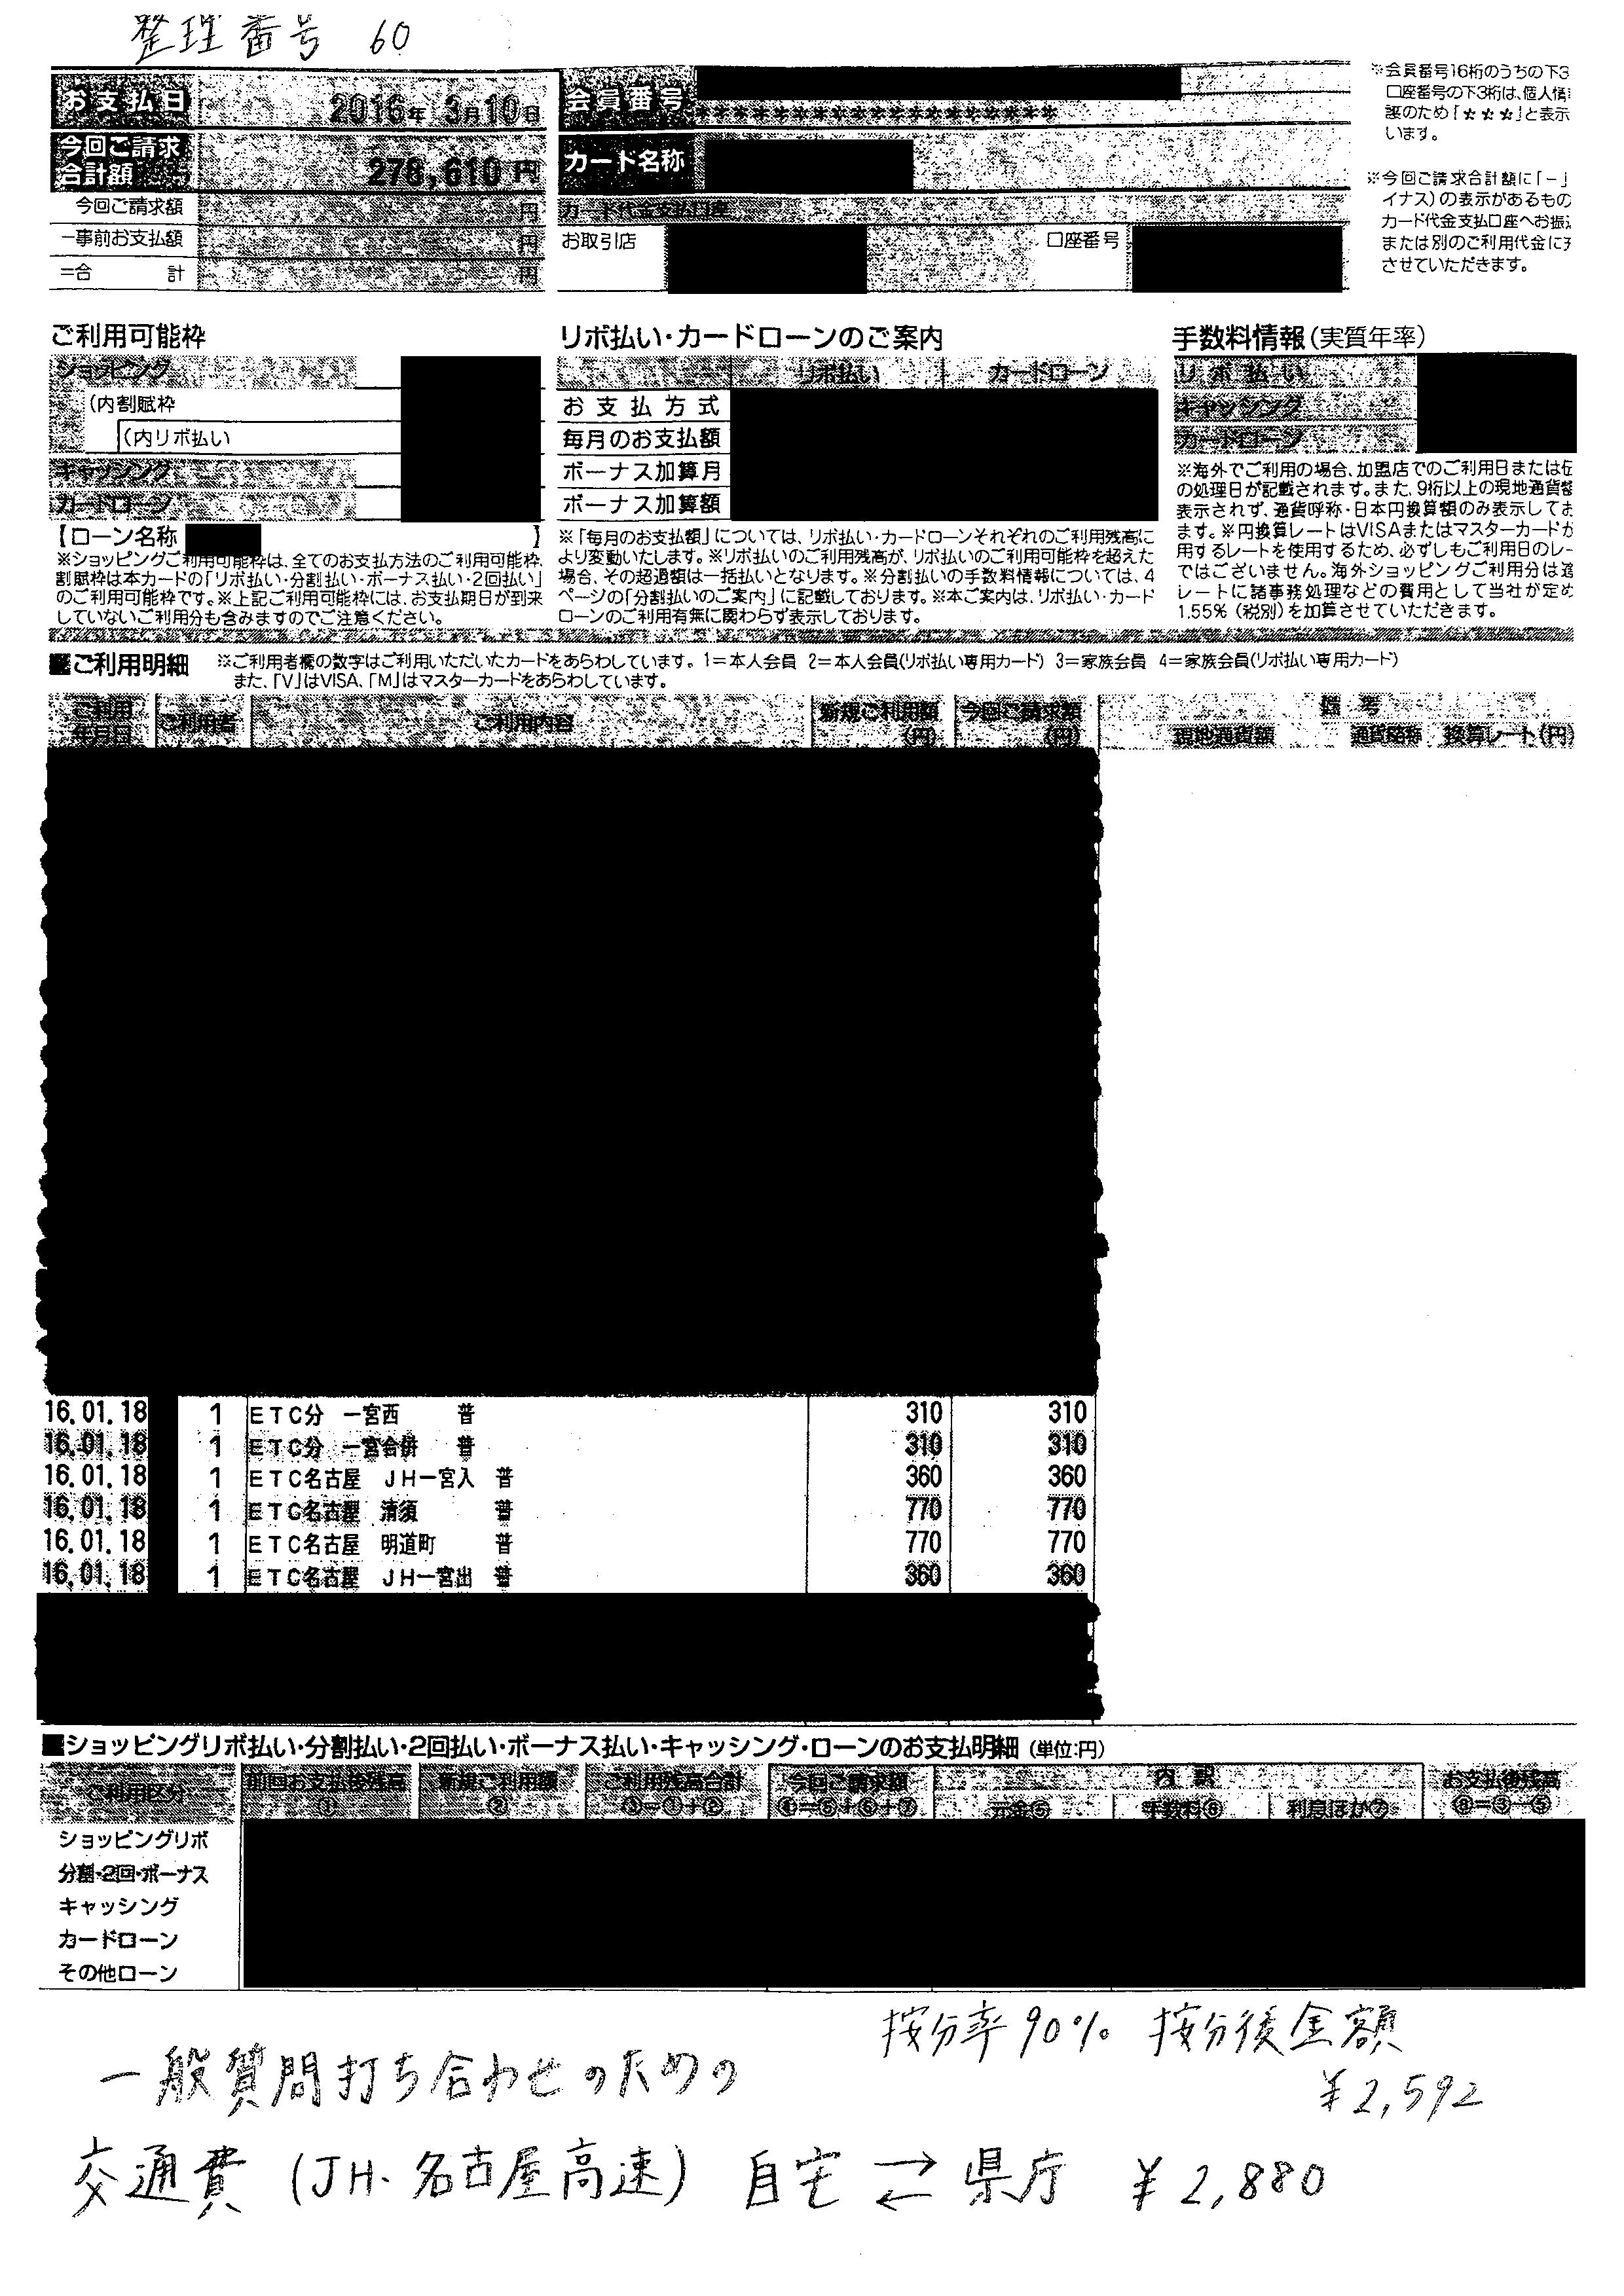 整理番号 60
お支払日 2016年 3月10日
今回ご請求合計額 278,610円
今回ご請求額 円
−事前お支払額 円
=合 計 円
会員番号
*************************
カード名称
カード代金支払口座
お取引店 口座番号
※会員番号16桁のうちの下3
口座番号の下3桁は、個人情
護のため「☆☆☆」と表示
います。
※今回ご請求合計額に「−」
イナス)の表示があるもの
カード代金支払口座へお振
または別のご利用代金に
させていただきます。
ご利用可能枠
ショッピング
(内割賦枠
(内リボ払い
キャッシング
カードローン
【ローン名称 】
※ショッピングご利用可能枠は、全てのお支払方法のご利用可能枠、
割賦枠は本カードの「リボ払い・分割払い・ボーナス払い・2回払い」
のご利用可能枠です。※上記ご利用可能枠には、お支払期日が到来
していないご利用分も含みますのでご注意ください。
リボ払い・カードローンのご案内
リボ払い カードローン
お支払方式
毎月のお支払額
ボーナス加算月
ボーナス加算額
※「毎月のお支払額」については、リボ払い・カードローンそれぞれのご利用残高に
より変動いたします。※リボ払いのご利用残高が、リボ払いのご利用可能枠を超えた
場合、その超過額は一括払いとなります。※分割払いの手数料情報については、4
ページの「分割払いのご案内」に記載しております。※本ご案内は、リボ払い・カード
ローンのご利用有無に関わらず表示しております。
手数料情報(実質年率)
リボ払い
キャッシング
カードローン
※海外でご利用の場合、加盟店でのご利用日または
の処理日が記載されます。また、9桁以上の現地通貨
表示されず、通貨呼称・日本円換算額のみ表示してお
ます。※円換算レートはVISAまたはマスターカードが
用するレートを使用するため、必ずしもご利用日のレー
ではございません。海外ショッピングご利用分は
レートに諸事務処理などの費用として当社が定め
1.55%(税別)を加算させていただきます。
■ご利用明細 ※ご利用者欄の数字はご利用いただいたカードをあらわしています。1=本人会員 2=本人会員(リボ払い専用カード) 3=家族会員 4=家族会員(リボ払い専用カード)
また、「V」はVISA、「M」はマスターカードをあらわしています。
ご利用年月日 ご利用者 ご利用内容 新規ご利用額(円) 今回ご請求額(円) 備考
現地通貨額 通貨略称 換算レート(円)
16.01.18 1 ETC分 一宮西 普 310 310
16.01.18 1 ETC分 一宮合併 普 310 310
16.01.18 1 ETC名古屋 JH一宮入 普 360 360
16.01.18 1 ETC名古屋 清須 普 770 770
16.01.18 1 ETC名古屋 明道町 普 770 770
16.01.18 1 ETC名古屋 JH一宮出 普 360 360
■ショッピングリボ払い・分割払い・2回払い・ボーナス払い・キャッシング・ローンのお支払明細(単位:円)
ご利用区分 前回お支払後残高① 新規ご利用額② ご利用残高合計③=①+② 今回ご請求額④=⑤+⑥+⑦ 内訳 お支払後残高⑧=③−⑤
元金⑤ 手数料⑥ 利息ほか⑦
ショッピングリボ
分割・2回・ボーナス
キャッシング
カードローン
その他ローン
按分率90% 按分後金額
¥2,592
一般質問打ち合わせのための
交通費(JH・名古屋高速) 自宅⇄県庁 ¥2,880